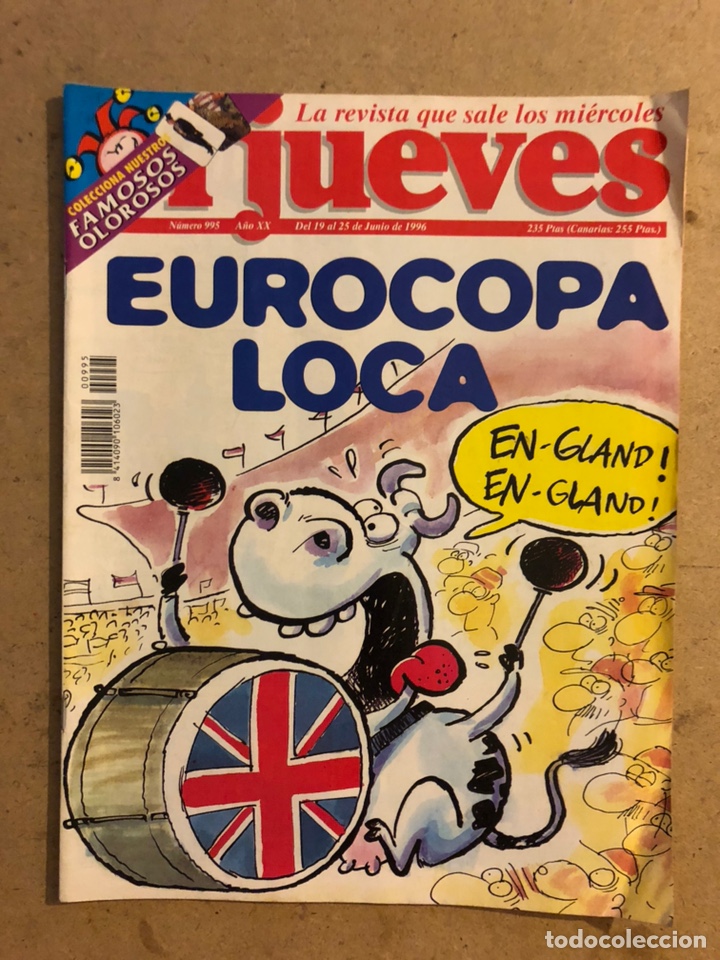 La revista que sale los miércoles
COLECCIONA NUESTROS
FAMOSOS
OLOROSOS
jueves
Número 995 Año XX Del 19 al 25 de Junio de 1996 235 Ptas (Canarias: 255 Ptas.)
EUROCOPA
LOCA
00995
8 414090 106023
EN-GLAND!
EN-GLAND!
todocoleccion
todocoleccion.net